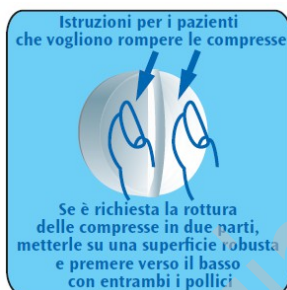 Istruzioni per i pazienti
che vogliono rompere le compresse
Se è richiesta la rottura
delle compresse in due parti,
metterle su una superficie robusta
e premere verso il basso
con entrambi i pollici